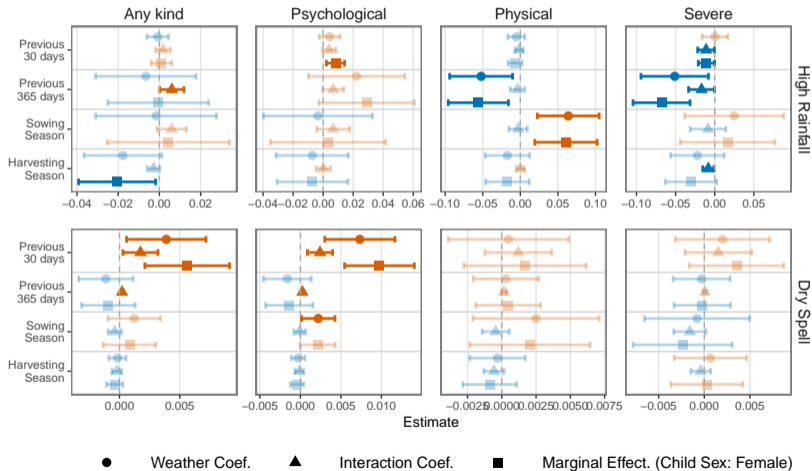 Any kind
Psychological
Physical
Severe
Previous
30 days
Previous
365 days
Sowing
Season
Harvesting
Season
High Rainfall
−0.04 −0.02 0.00 0.02
−0.04 −0.02 0.00 0.02 0.04 0.06
−0.10 −0.05 0.00 0.05 0.10
−0.10 −0.05 0.00 0.05 0.10
Previous
30 days
Previous
365 days
Sowing
Season
Harvesting
Season
Dry Spell
0.000 0.005
−0.005 0.000 0.005 0.010
−0.0025 0.0000 0.0025 0.0050 0.0075
−0.005 0.000 0.005
Estimate
Weather Coef. Interaction Coef. Marginal Effect. (Child Sex: Female)